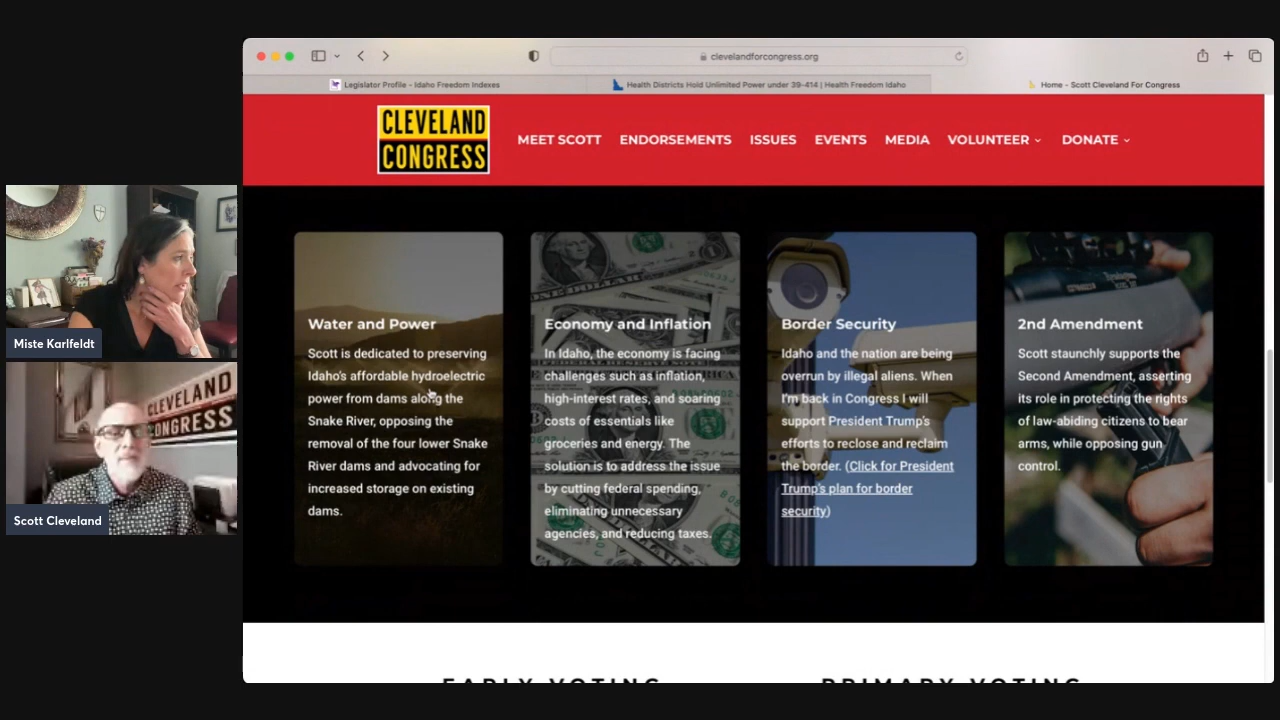 clevelandforcongress.org
Legislator Profile - Idaho Freedom Indexes
Health Districts Hold Unlimited Power under 39-414 | Health Freedom Idaho
Home - Scott Cleveland For Congress
CLEVELAND
CONGRESS
MEET SCOTT
ENDORSEMENTS
ISSUES
EVENTS
MEDIA
VOLUNTEER
DONATE
Miste Karlfeldt
CLEVELAND
CONGRESS
Scott Cleveland
Water and Power
Scott is dedicated to preserving
Idaho's affordable hydroelectric
power from dams along the
Snake River, opposing the
removal of the four lower Snake
River dams and advocating for
increased storage on existing
dams.
Economy and Inflation
In Idaho, the economy is facing
challenges such as inflation,
high-interest rates, and soaring
costs of essentials like
groceries and energy. The
solution is to address the issue
by cutting federal spending,
eliminating unnecessary
agencies, and reducing taxes.
Border Security
Idaho and the nation are being
overrun by illegal aliens. When
I'm back in Congress I will
support President Trump's
efforts to reclose and reclaim
the border. (Click for President
Trump's plan for border
security)
2nd Amendment
Scott staunchly supports the
Second Amendment, asserting
its role in protecting the rights
of law-abiding citizens to bear
arms, while opposing gun
control.
EARLY VOTING
PRIMARY VOTING